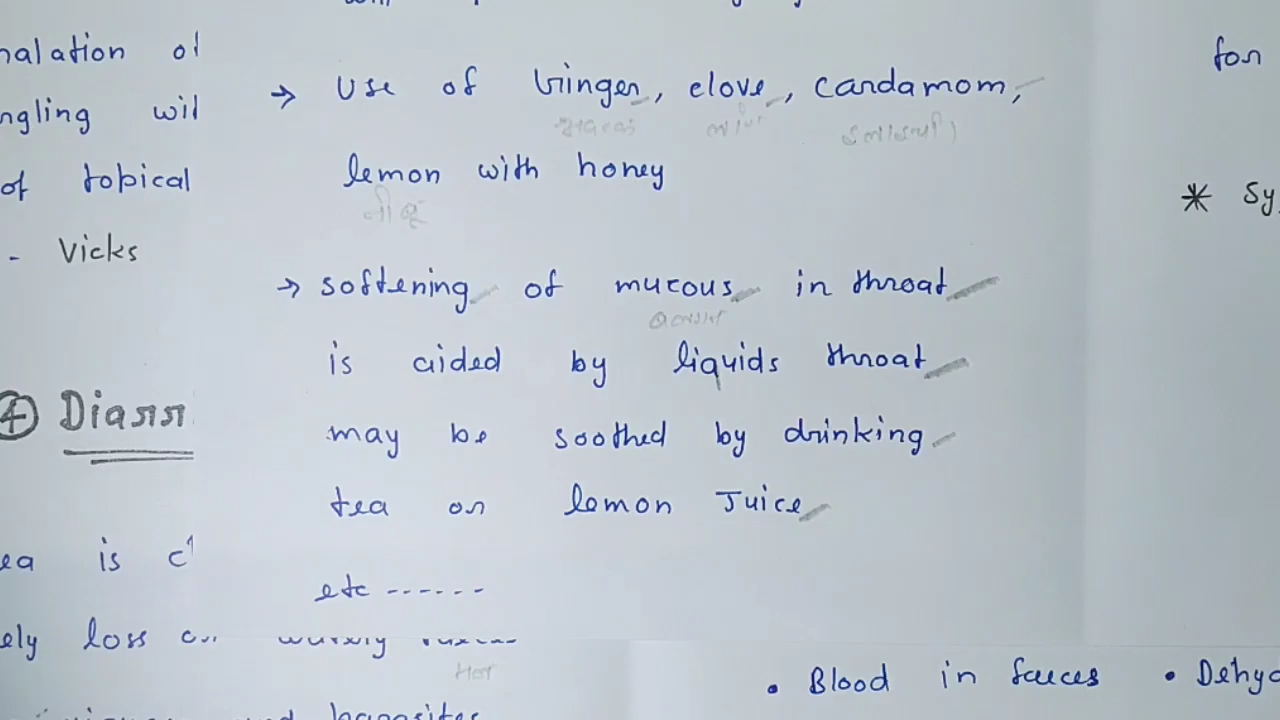 nalation of
ngling wil
of topical
- Vicks
④ Diarr
ea is
ely loss
→ Use of Ginger, clove, cardamom,
lemon with honey
→ softening of mucous in throat
is aided by liquids throat
may be soothed by drinking
tea or lemon Juice
etc ------
for
* Sy
• Blood in faeces • Dehyd